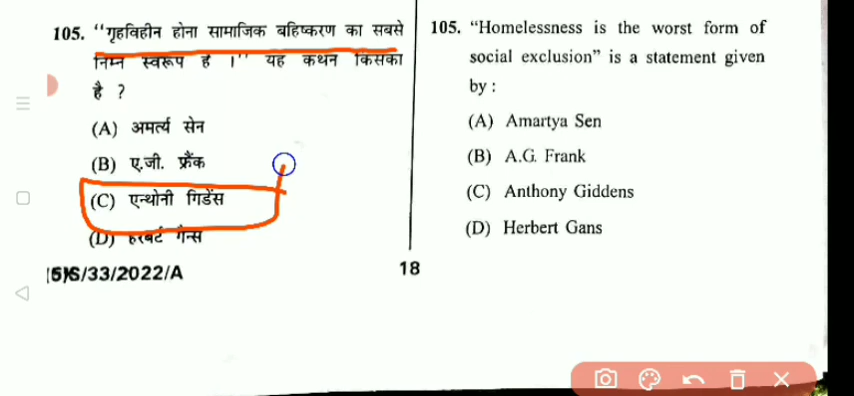 105. “गृहविहीन होना सामाजिक बहिष्करण का सबसे
निम्न स्वरूप है ।” यह कथन किसका
है ?
(A) अमर्त्य सेन
(B) ए.जी. फ्रैंक
(C) एन्थोनी गिडेंस
(D) हरबर्ट गैन्स
105. “Homelessness is the worst form of
social exclusion” is a statement given
by :
(A) Amartya Sen
(B) A.G. Frank
(C) Anthony Giddens
(D) Herbert Gans
S/33/2022/A
18